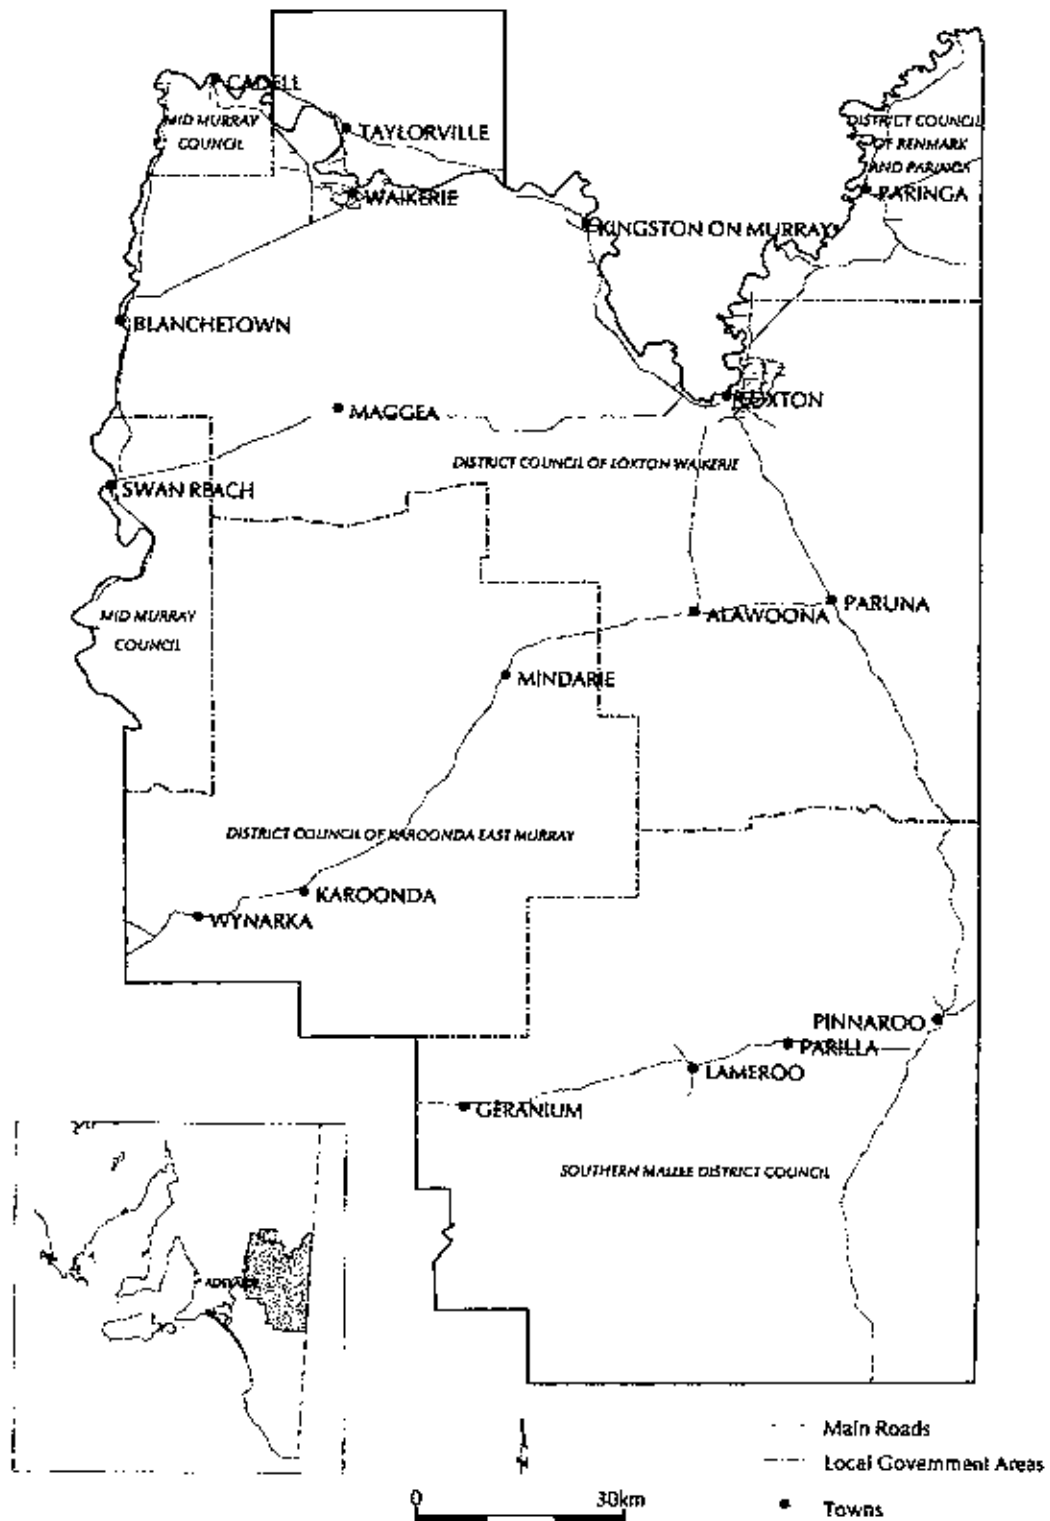 CADELL
MID MURRAY
COUNCIL
TAYLORVILLE
DISTRICT COUNCIL
OF RENMARK
AND PARINGA
WAIKERIE
PARINGA
KINGSTON ON MURRAY
BLANCHETOWN
MAGGEA
LOXTON
DISTRICT COUNCIL OF LOXTON WAIKERIE
SWAN REACH
MID MURRAY
COUNCIL
ALAWOONA
PARUNA
MINDARIE
DISTRICT COUNCIL OF KAROONDA EAST MURRAY
KAROONDA
WYNARKA
PINNAROO
PARILLA
LAMEROO
GERANIUM
SOUTHERN MALLEE DISTRICT COUNCIL
ADELAIDE
N
Main Roads
Local Government Areas
Towns
0 30km